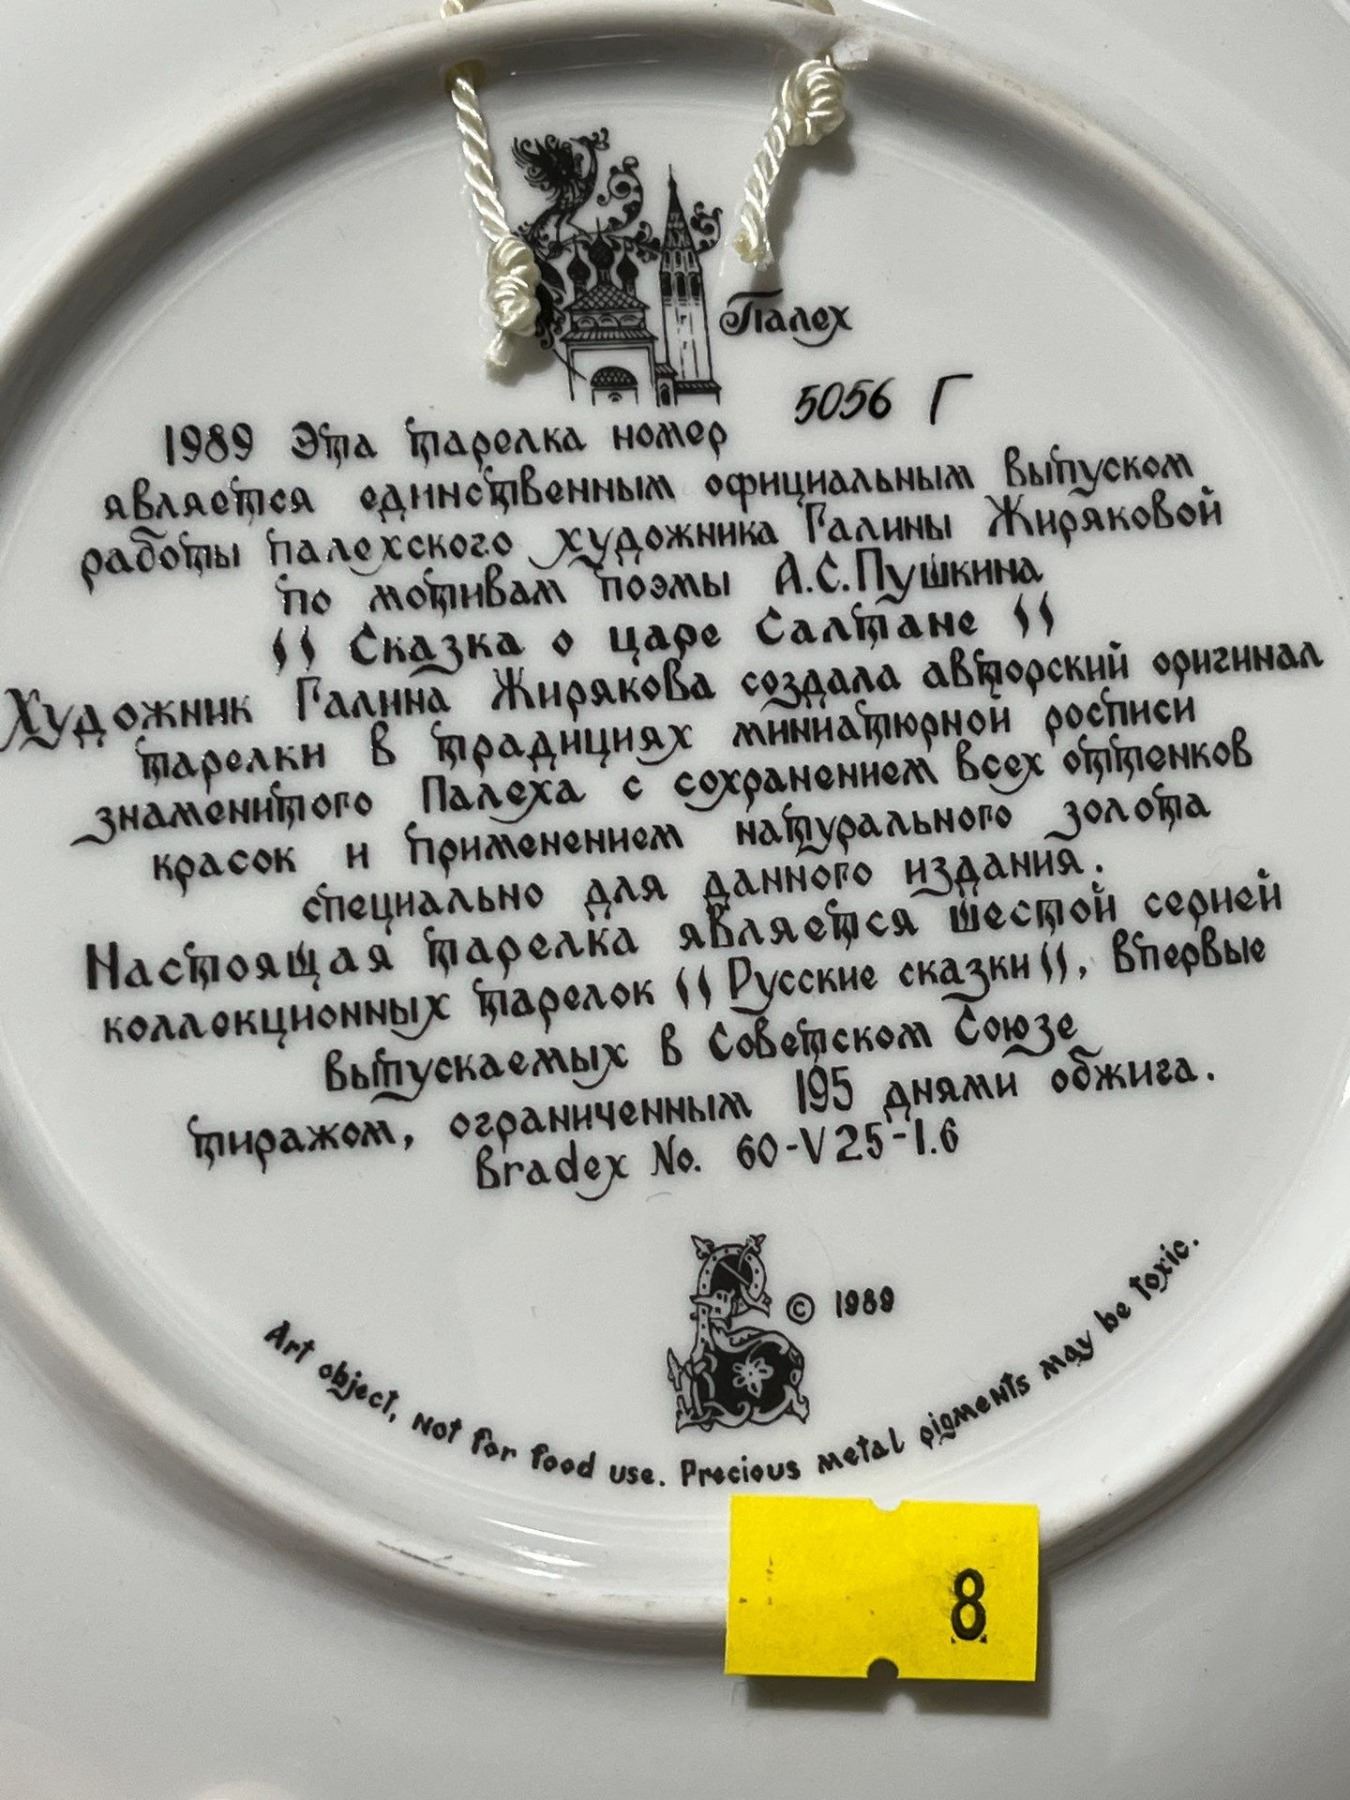 Палех
5056 Г
1989 Эта тарелка номер
является единственным официальным выпуском
работы палехского художника Галины Жиряковой
по мотивам поэмы А.С.Пушкина
"Сказка о царе Салтане"
Художник Галина Жирякова создала авторский оригинал
тарелки в традициях миниатюрной росписи
знаменитого Палеха с сохранением всех оттенков
красок и применением натурального золота
специально для данного издания.
Настоящая тарелка является шестой серией
коллекционных тарелок "Русские сказки", впервые
выпускаемых в Советском Союзе
тиражом, ограниченным 195 днями обжига.
Bradex No. 60-V25-1.6
© 1989
Art object, not for food use. Precious metal pigments may be toxic.
8